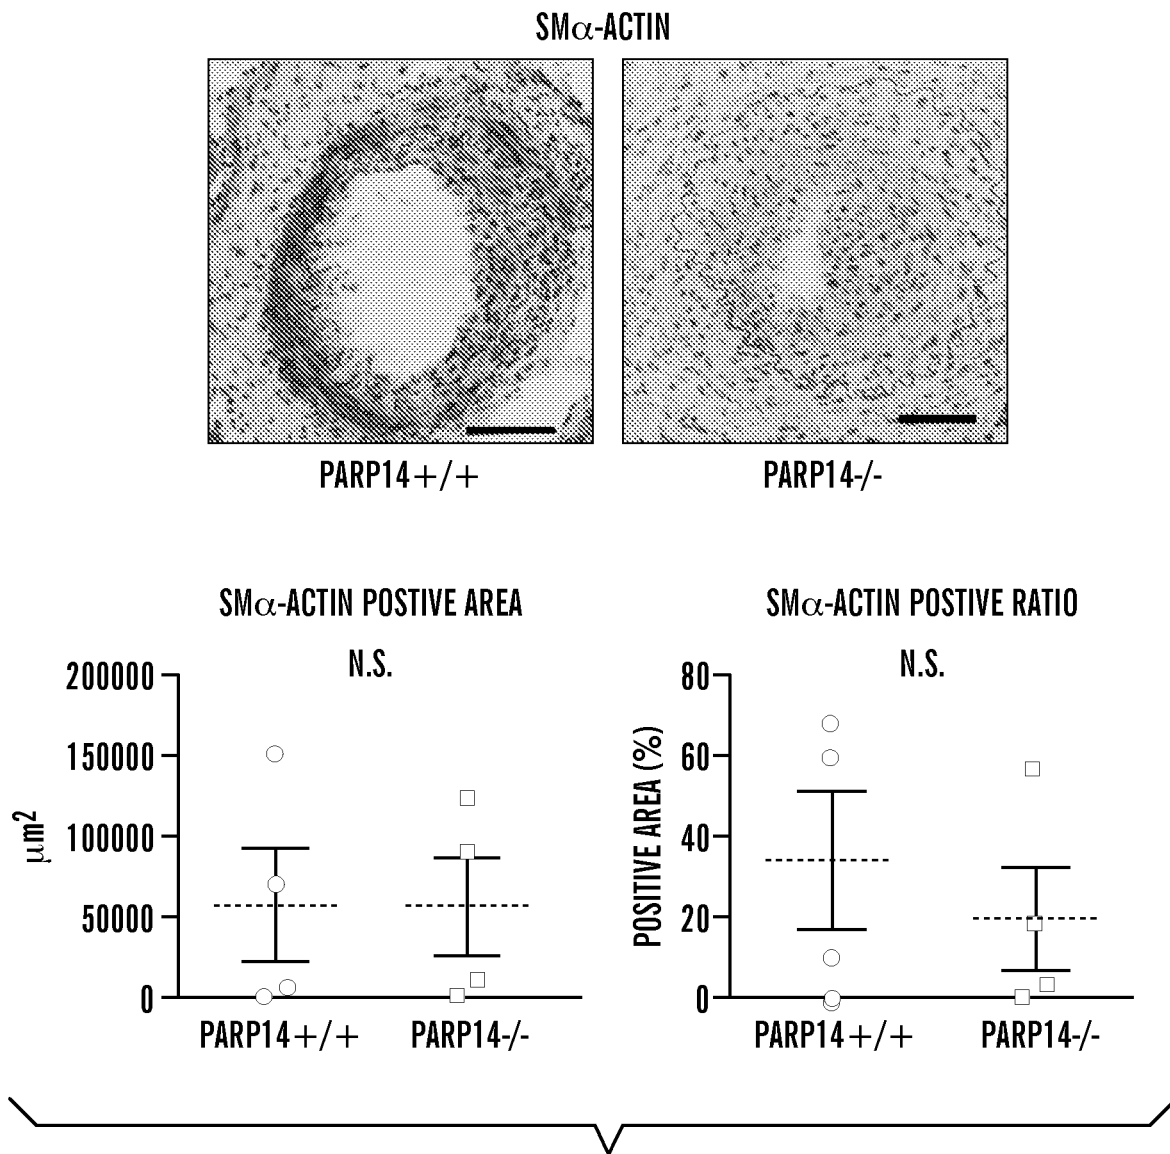 SMα-ACTIN
PARP14+/+
PARP14-/-
SMα-ACTIN POSTIVE AREA
N.S.
200000
150000
100000
50000
0
μm²
PARP14+/+
PARP14-/-
SMα-ACTIN POSTIVE RATIO
N.S.
80
60
40
20
0
POSITIVE AREA (%)
PARP14+/+
PARP14-/-